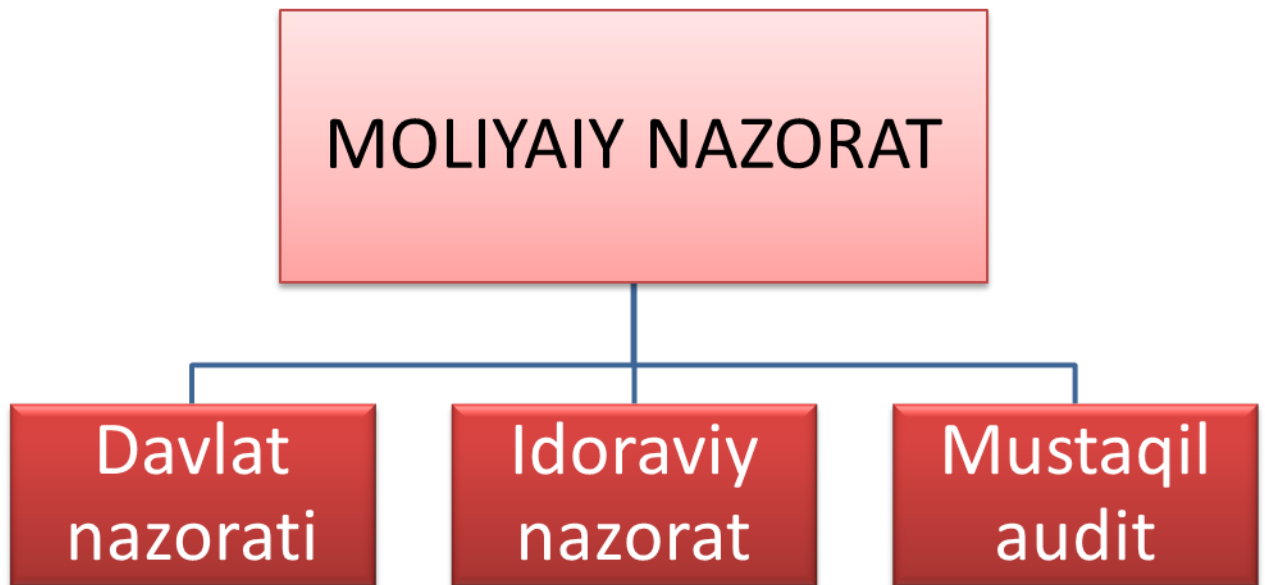 MOLIYAIY NAZORAT
Davlat
nazorati
Idoraviy
nazorat
Mustaqil
audit